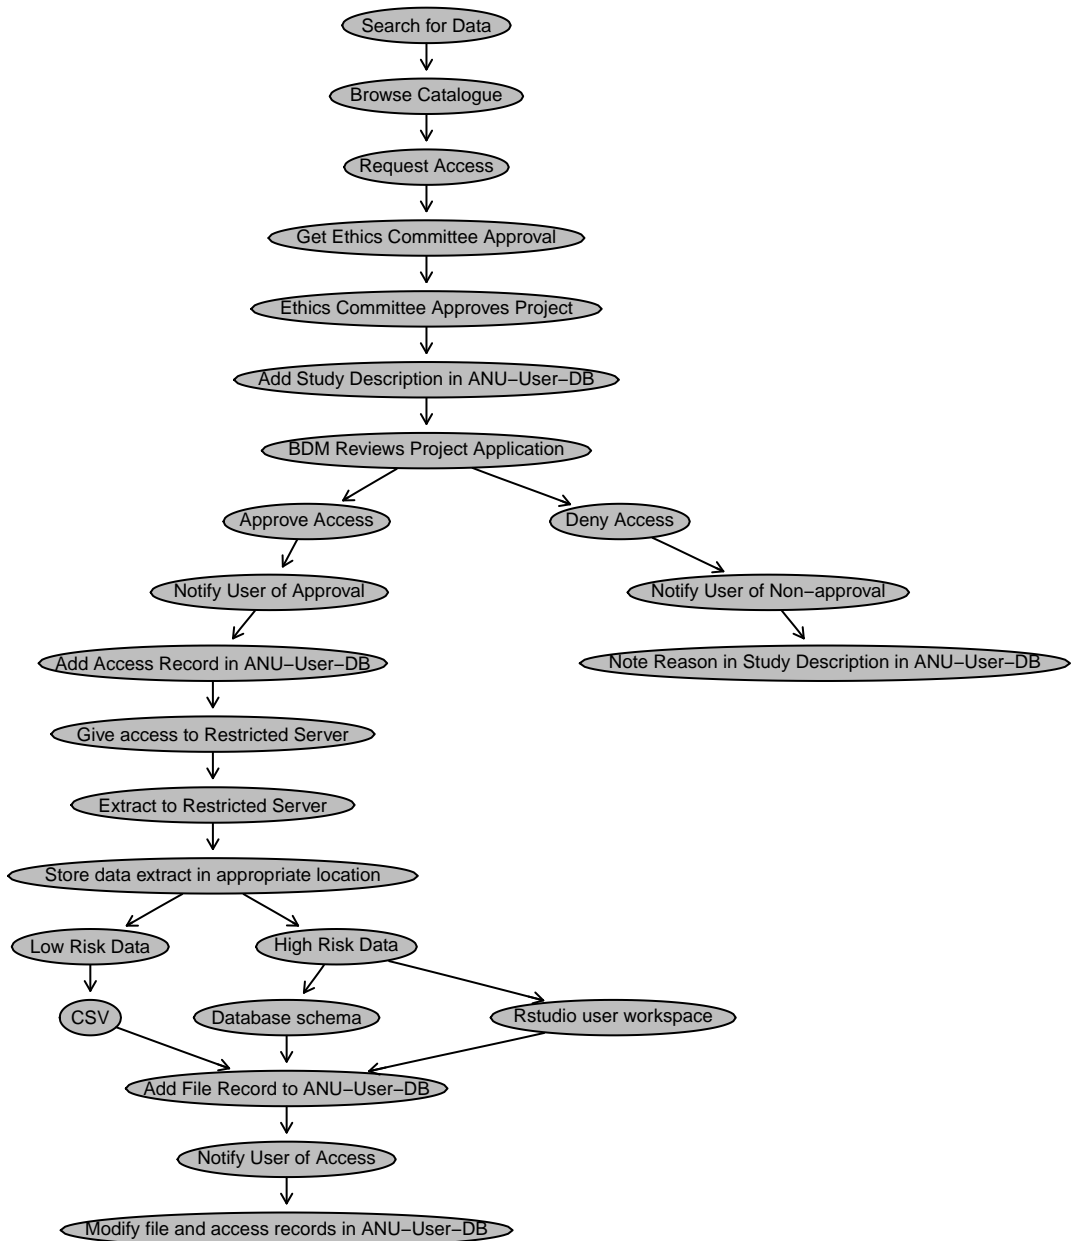 Search for Data
Browse Catalogue
Request Access
Get Ethics Committee Approval
Ethics Committee Approves Project
Add Study Description in ANU−User−DB
BDM Reviews Project Application
Approve Access
Deny Access
Notify User of Approval
Notify User of Non−approval
Add Access Record in ANU−User−DB
Note Reason in Study Description in ANU−User−DB
Give access to Restricted Server
Extract to Restricted Server
Store data extract in appropriate location
Low Risk Data
High Risk Data
CSV
Database schema
Rstudio user workspace
Add File Record to ANU−User−DB
Notify User of Access
Modify file and access records in ANU−User−DB